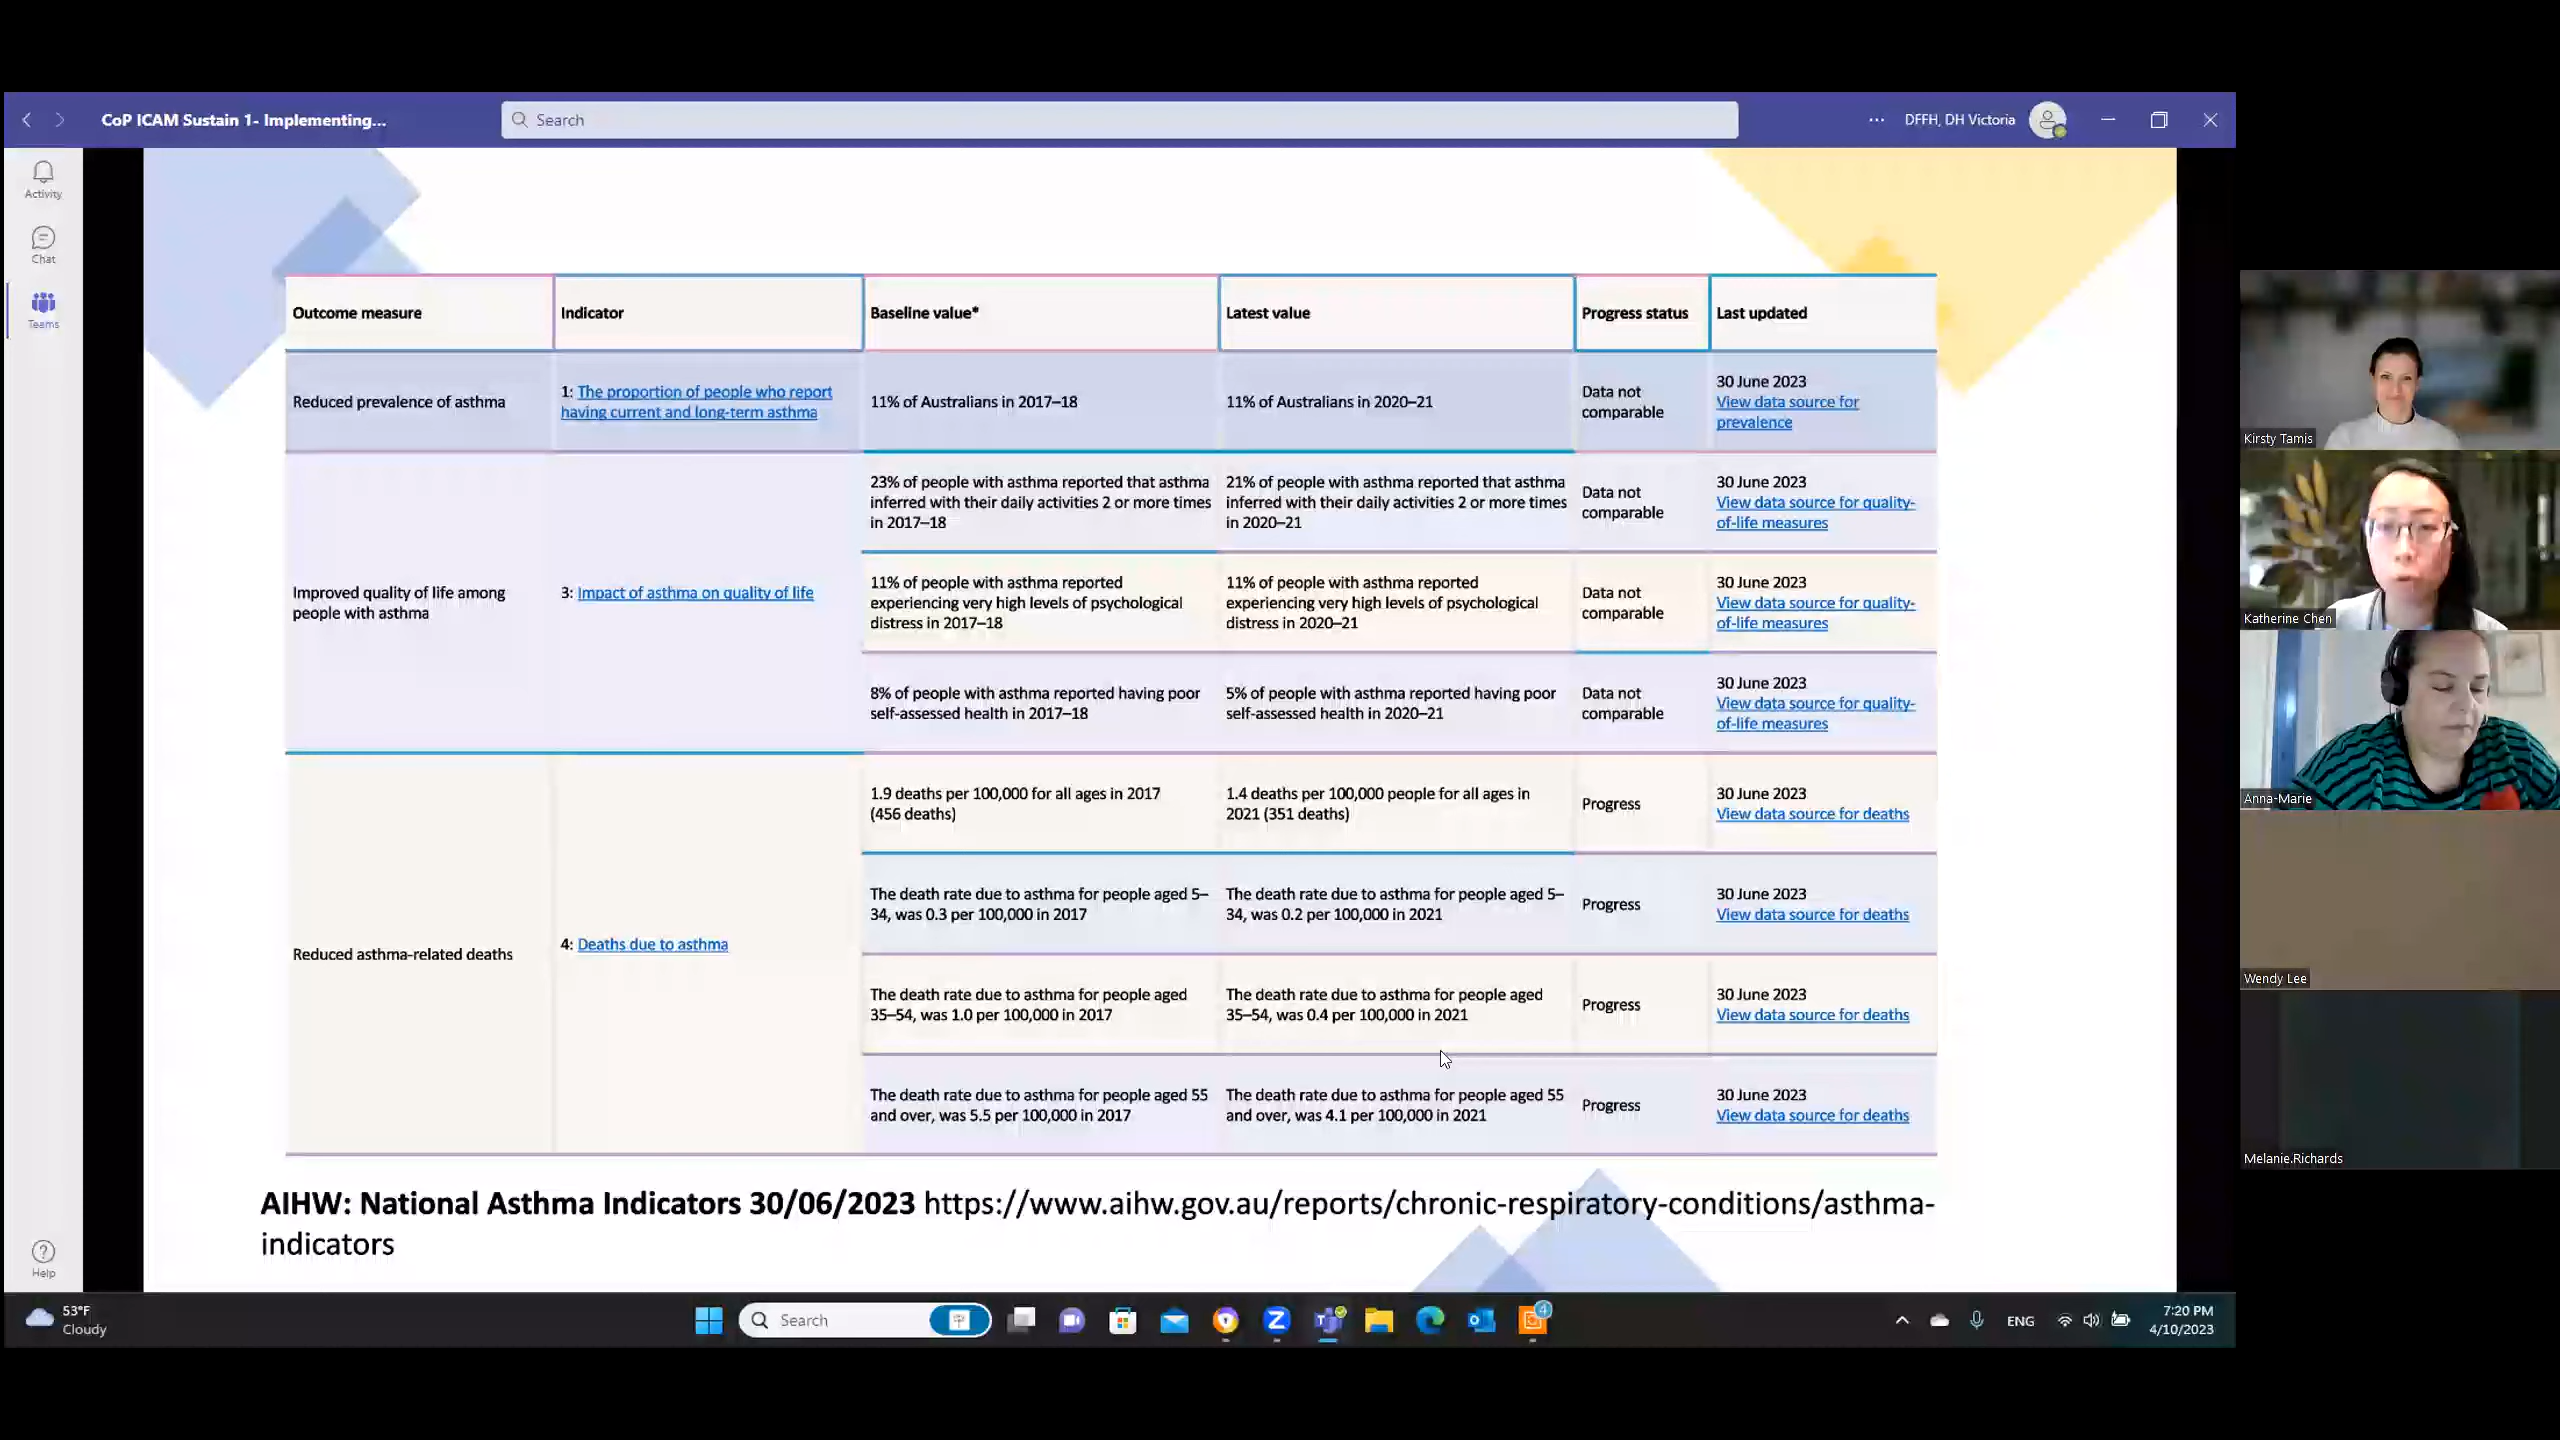 CoP ICAM Sustain 1- Implementing...
Search
DFFH, DH Victoria
Activity
Chat
Teams
Help
Outcome measure
Indicator
Baseline value*
Latest value
Progress status
Last updated
Reduced prevalence of asthma
1: The proportion of people who report
having current and long-term asthma
11% of Australians in 2017–18
11% of Australians in 2020–21
Data not
comparable
30 June 2023
View data source for
prevalence
Improved quality of life among
people with asthma
3: Impact of asthma on quality of life
23% of people with asthma reported that asthma
inferred with their daily activities 2 or more times
in 2017–18
21% of people with asthma reported that asthma
inferred with their daily activities 2 or more times
in 2020–21
Data not
comparable
30 June 2023
View data source for quality-
of-life measures
11% of people with asthma reported
experiencing very high levels of psychological
distress in 2017–18
11% of people with asthma reported
experiencing very high levels of psychological
distress in 2020–21
Data not
comparable
30 June 2023
View data source for quality-
of-life measures
8% of people with asthma reported having poor
self-assessed health in 2017–18
5% of people with asthma reported having poor
self-assessed health in 2020–21
Data not
comparable
30 June 2023
View data source for quality-
of-life measures
Reduced asthma-related deaths
4: Deaths due to asthma
1.9 deaths per 100,000 for all ages in 2017
(456 deaths)
1.4 deaths per 100,000 people for all ages in
2021 (351 deaths)
Progress
30 June 2023
View data source for deaths
The death rate due to asthma for people aged 5–
34, was 0.3 per 100,000 in 2017
The death rate due to asthma for people aged 5–
34, was 0.2 per 100,000 in 2021
Progress
30 June 2023
View data source for deaths
The death rate due to asthma for people aged
35–54, was 1.0 per 100,000 in 2017
The death rate due to asthma for people aged
35–54, was 0.4 per 100,000 in 2021
Progress
30 June 2023
View data source for deaths
The death rate due to asthma for people aged 55
and over, was 5.5 per 100,000 in 2017
The death rate due to asthma for people aged 55
and over, was 4.1 per 100,000 in 2021
Progress
30 June 2023
View data source for deaths
AIHW: National Asthma Indicators 30/06/2023 https://www.aihw.gov.au/reports/chronic-respiratory-conditions/asthma-
indicators
Kirsty Tamis
Katherine Chen
Anna-Marie
Wendy Lee
Melanie.Richards
53°F
Cloudy
Search
4
ENG
7:20 PM
4/10/2023